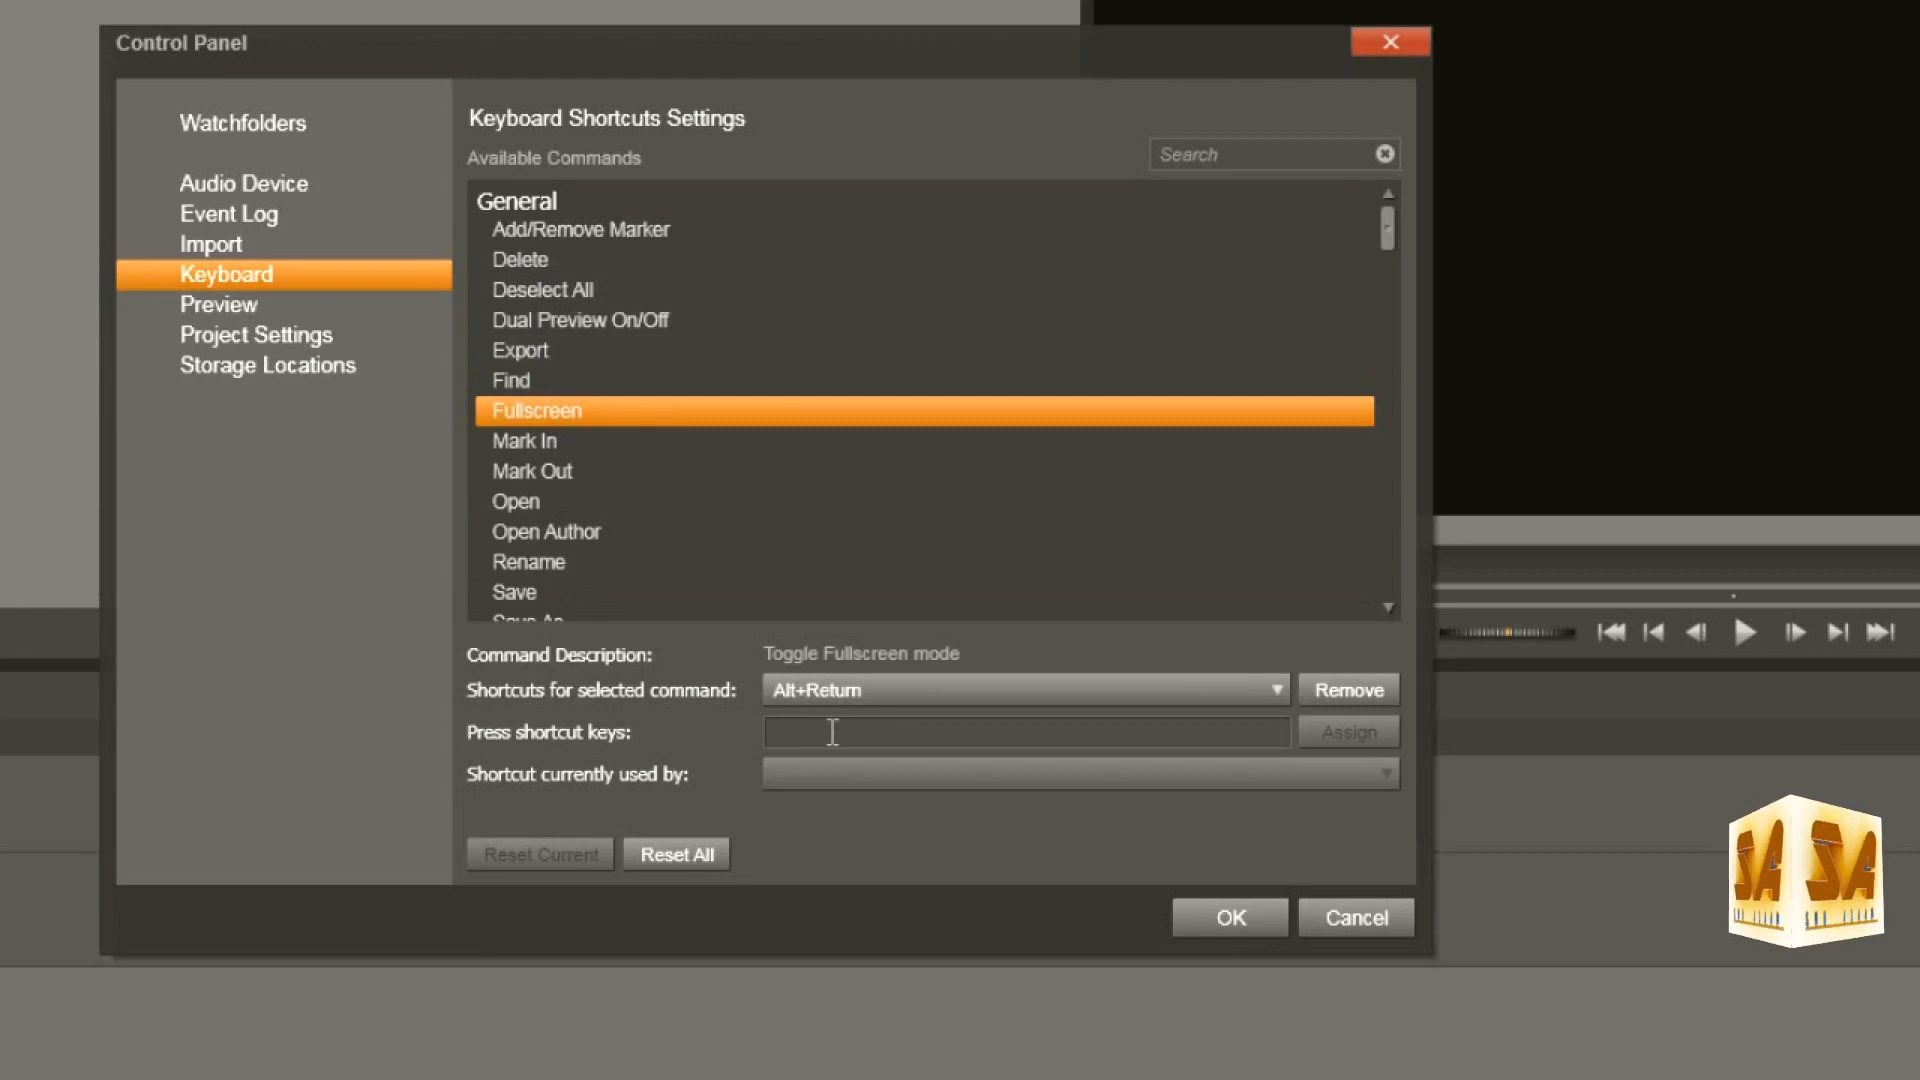 Control Panel
Watchfolders
Audio Device
Event Log
Import
Keyboard
Preview
Project Settings
Storage Locations
Keyboard Shortcuts Settings
Available Commands
Search
General
Add/Remove Marker
Delete
Deselect All
Dual Preview On/Off
Export
Find
Fullscreen
Mark In
Mark Out
Open
Open Author
Rename
Save
Save As
Command Description: Toggle Fullscreen mode
Shortcuts for selected command: Alt+Return Remove
Press shortcut keys: Assign
Shortcut currently used by:
Reset Current Reset All
OK Cancel
SA SA